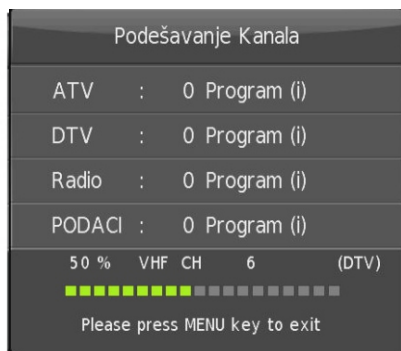 Podešavanje Kanala
ATV : 0 Program (i)
DTV : 0 Program (i)
Radio : 0 Program (i)
PODACI : 0 Program (i)
50 % VHF CH 6 (DTV)
Please press MENU key to exit